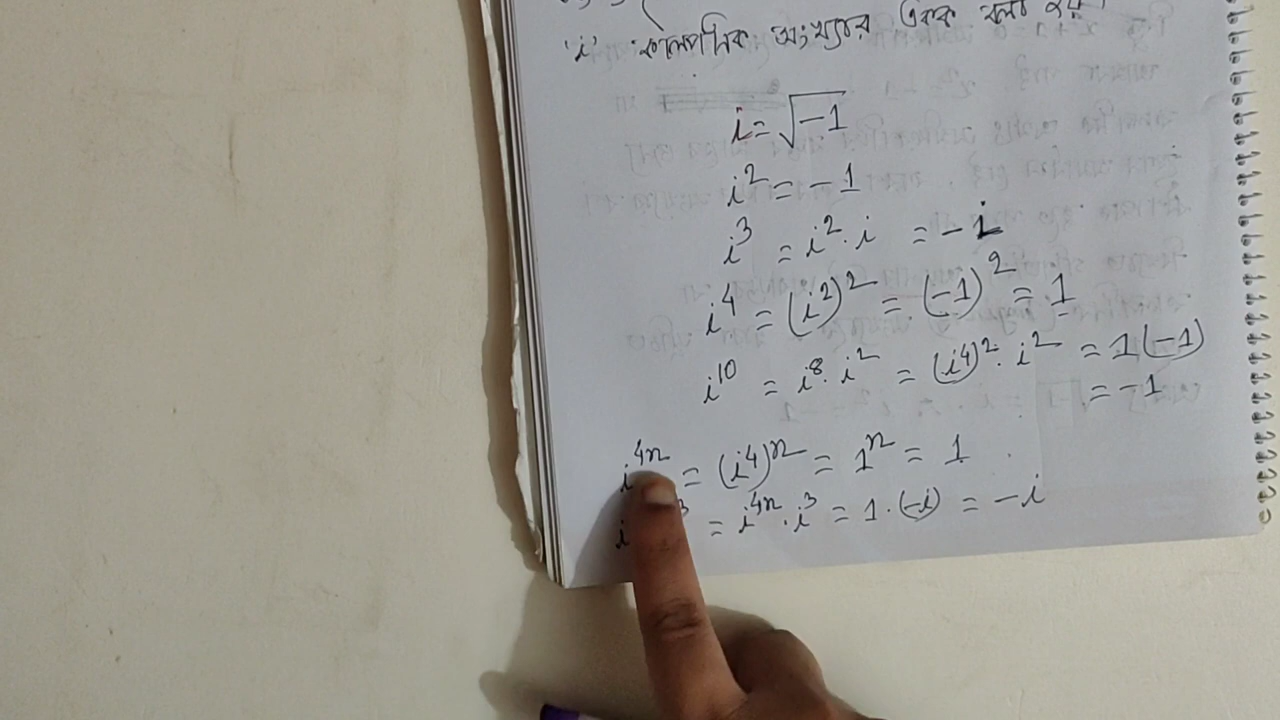 'i' কাল্পনিক সংখ্যার একক বলা হয়।
i = √-1
i² = -1
i³ = i² · i = -i
i⁴ = (i²)² = (-1)² = 1
i¹⁰ = i⁸ · i² = (i⁴)² · i² = 1(-1)
= -1
i⁴ⁿ = (i⁴)ⁿ = 1ⁿ = 1
i ³ = i⁴ⁿ · i³ = 1 · (-i) = -i